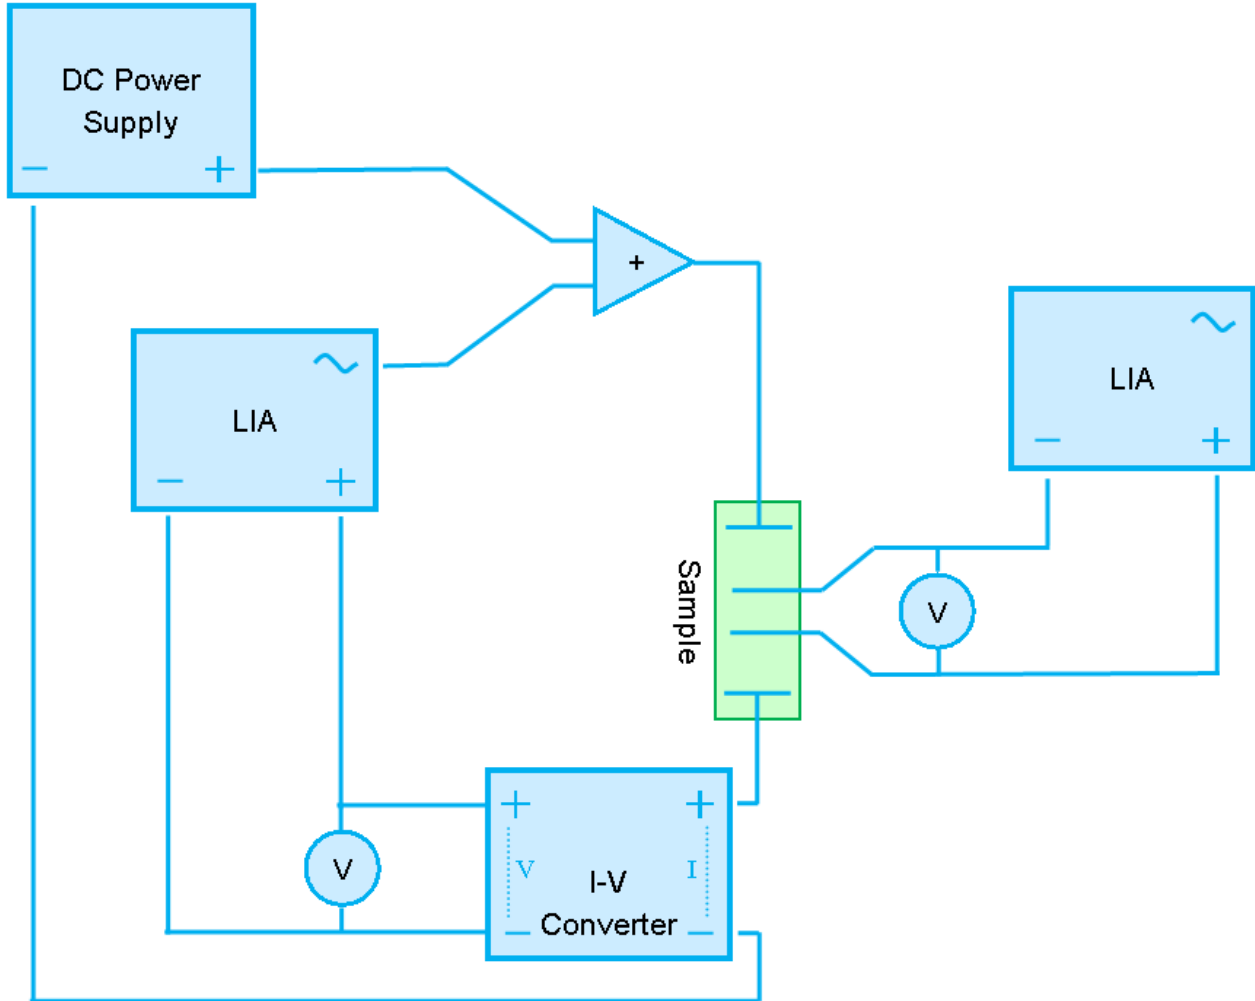 DC Power
Supply
− +
+
LIA
− +
LIA
− +
Sample
V
V
+ +
V I
I-V
Converter
− −